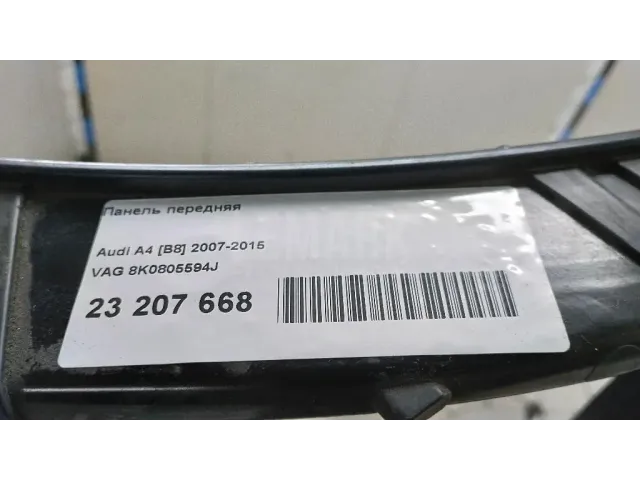 Панель передняя
Audi A4 [B8] 2007-2015
VAG 8K0805594J
23 207 668